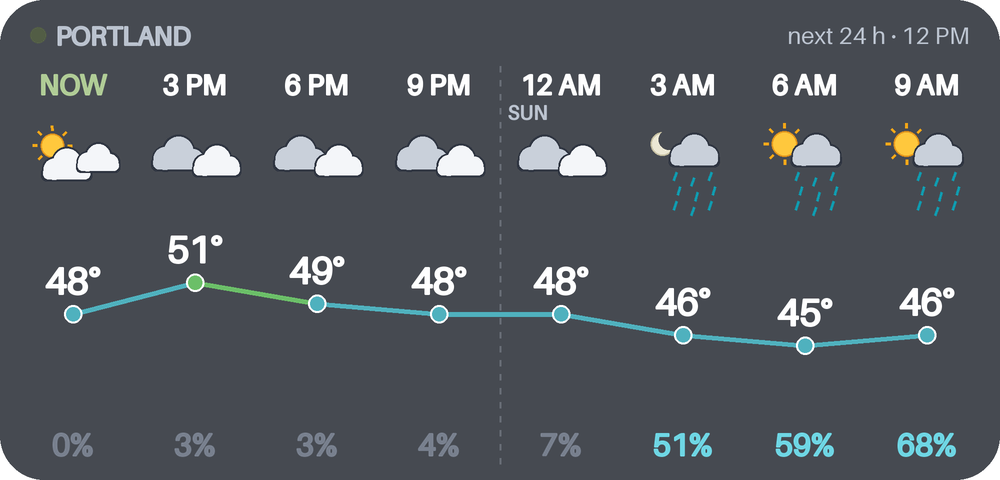 PORTLAND next 24 h · 12 PM
NOW 3 PM 6 PM 9 PM 12 AM 3 AM 6 AM 9 AM
SUN
48° 51° 49° 48° 48° 46° 45° 46°
0% 3% 3% 4% 7% 51% 59% 68%